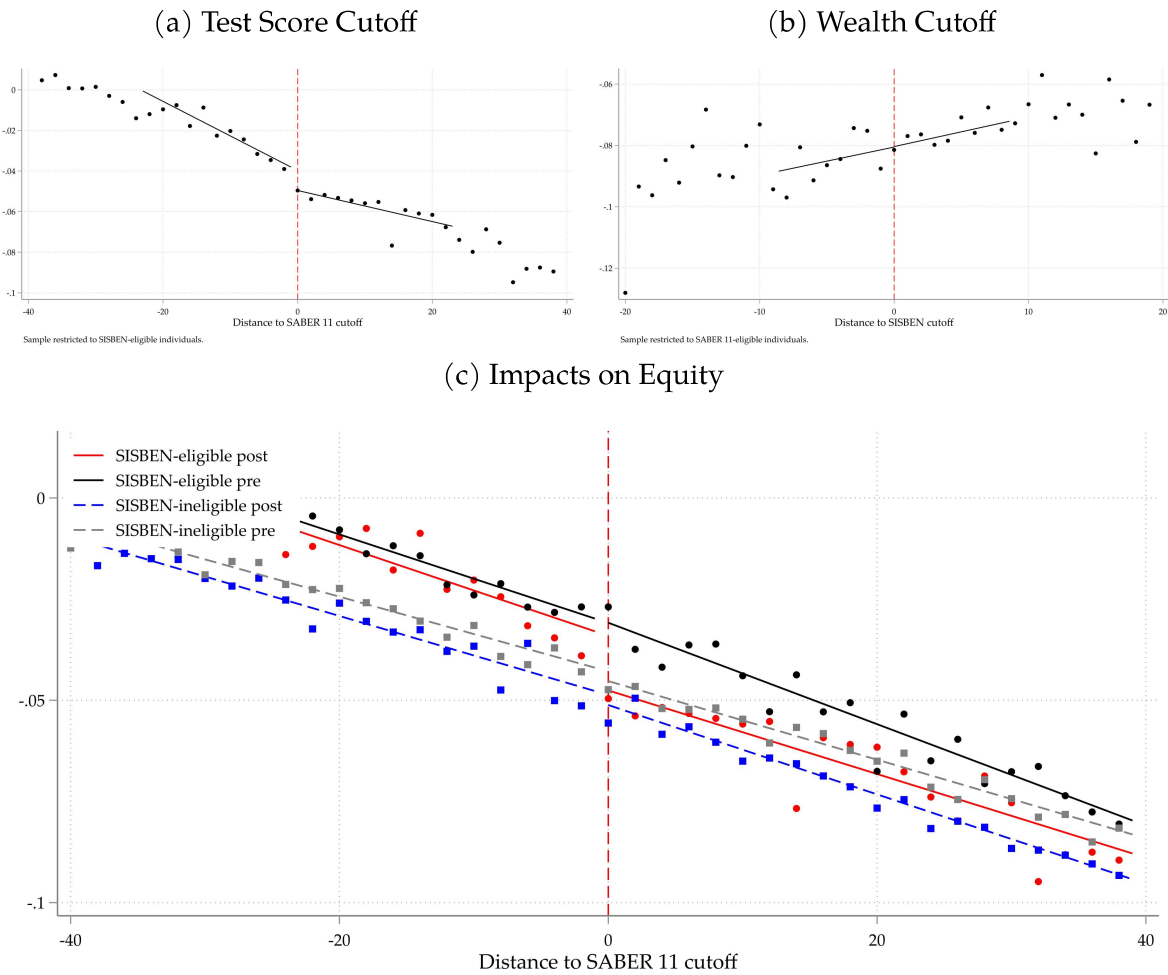 (a) Test Score Cutoff
0
-.02
-.04
-.06
-.08
-.1
-40
-20
0
20
40
Distance to SABER 11 cutoff
Sample restricted to SISBEN-eligible individuals.
(b) Wealth Cutoff
-.06
-.08
-.1
-.12
-20
-10
0
10
20
Distance to SISBEN cutoff
Sample restricted to SABER 11-eligible individuals.
(c) Impacts on Equity
SISBEN-eligible post
SISBEN-eligible pre
SISBEN-ineligible post
SISBEN-ineligible pre
0
-.05
-.1
-40
-20
0
20
40
Distance to SABER 11 cutoff